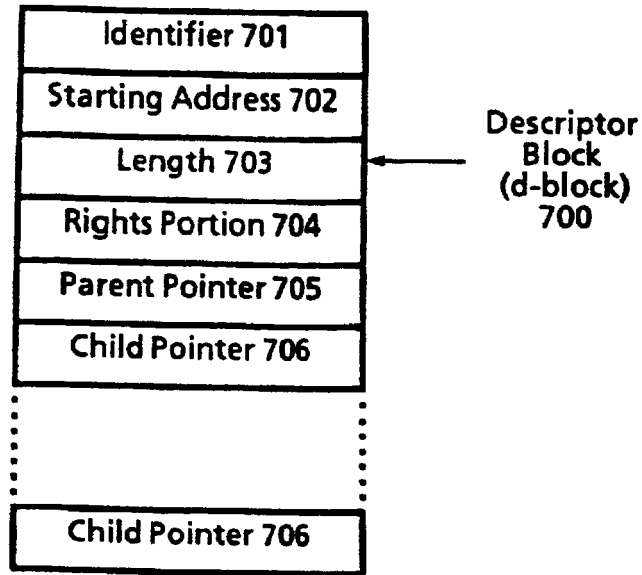 Identifier 701
Starting Address 702
Length 703
Rights Portion 704
Parent Pointer 705
Child Pointer 706
Child Pointer 706
Descriptor
Block
(d-block)
700